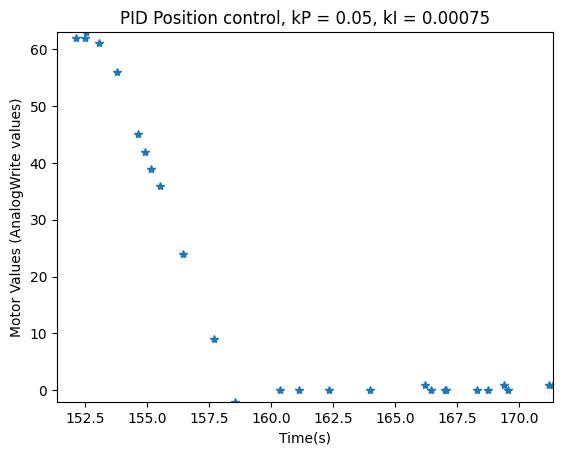 PID Position control, kP = 0.05, kI = 0.00075
Motor Values (AnalogWrite values)
60
50
40
30
20
10
0
152.5 155.0 157.5 160.0 162.5 165.0 167.5 170.0
Time(s)